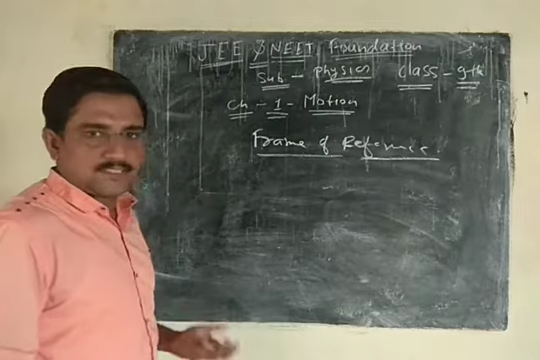 JEE & NEET Foundation
Sub - Physics Class - 9th
Ch - 1 - Motion
Frame of Reference.